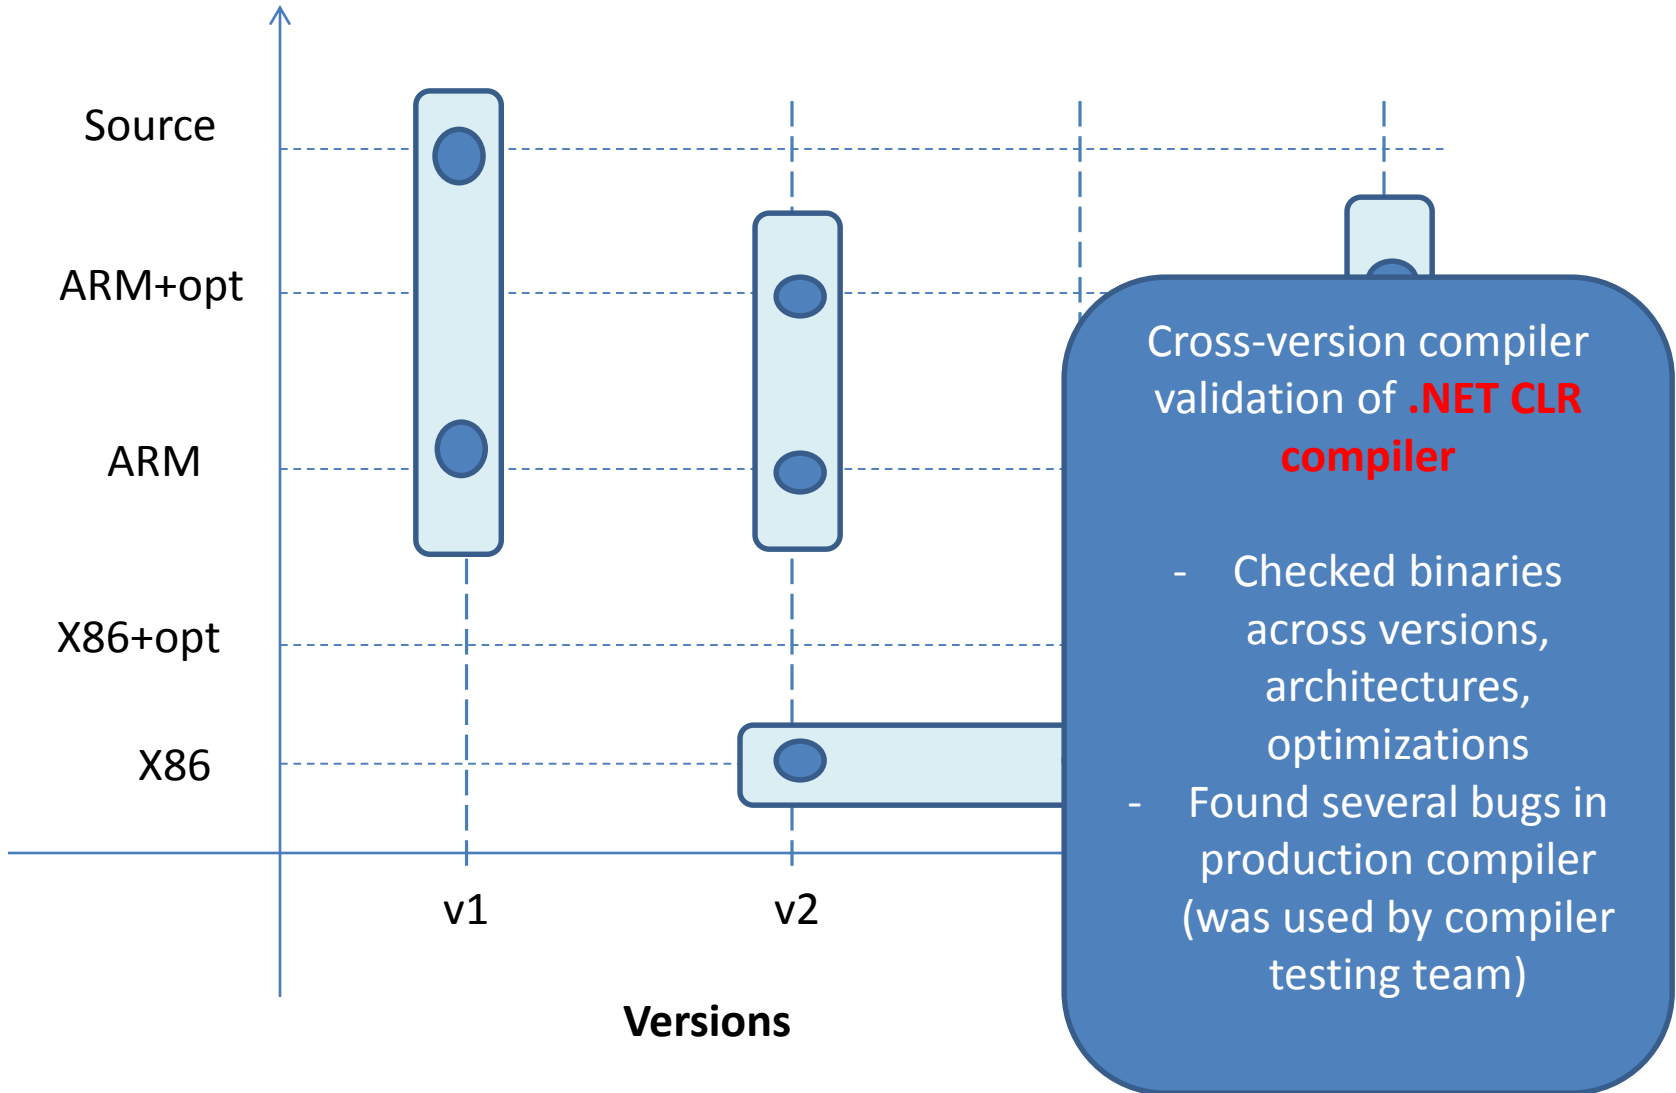 Source
ARM+opt
ARM
X86+opt
X86
v1
v2
Versions
Cross-version compiler
validation of .NET CLR
compiler
- Checked binaries
across versions,
architectures,
optimizations
- Found several bugs in
production compiler
(was used by compiler
testing team)